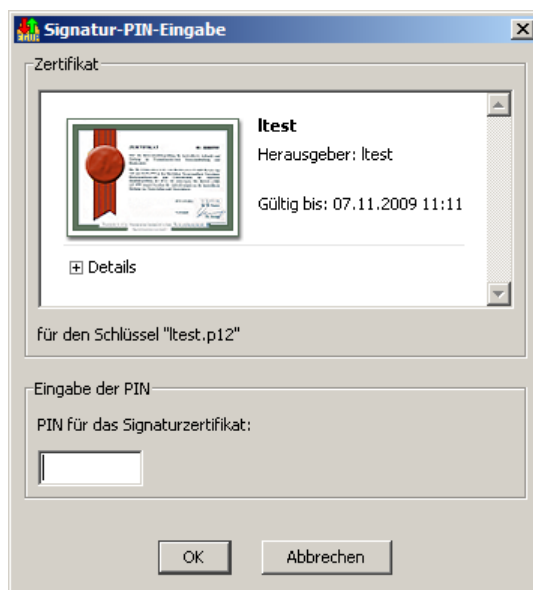 Signatur-PIN-Eingabe
Zertifikat
ltest
Herausgeber: ltest
Gültig bis: 07.11.2009 11:11
Details
für den Schlüssel "ltest.p12"
Eingabe der PIN
PIN für das Signaturzertifikat:
OK
Abbrechen